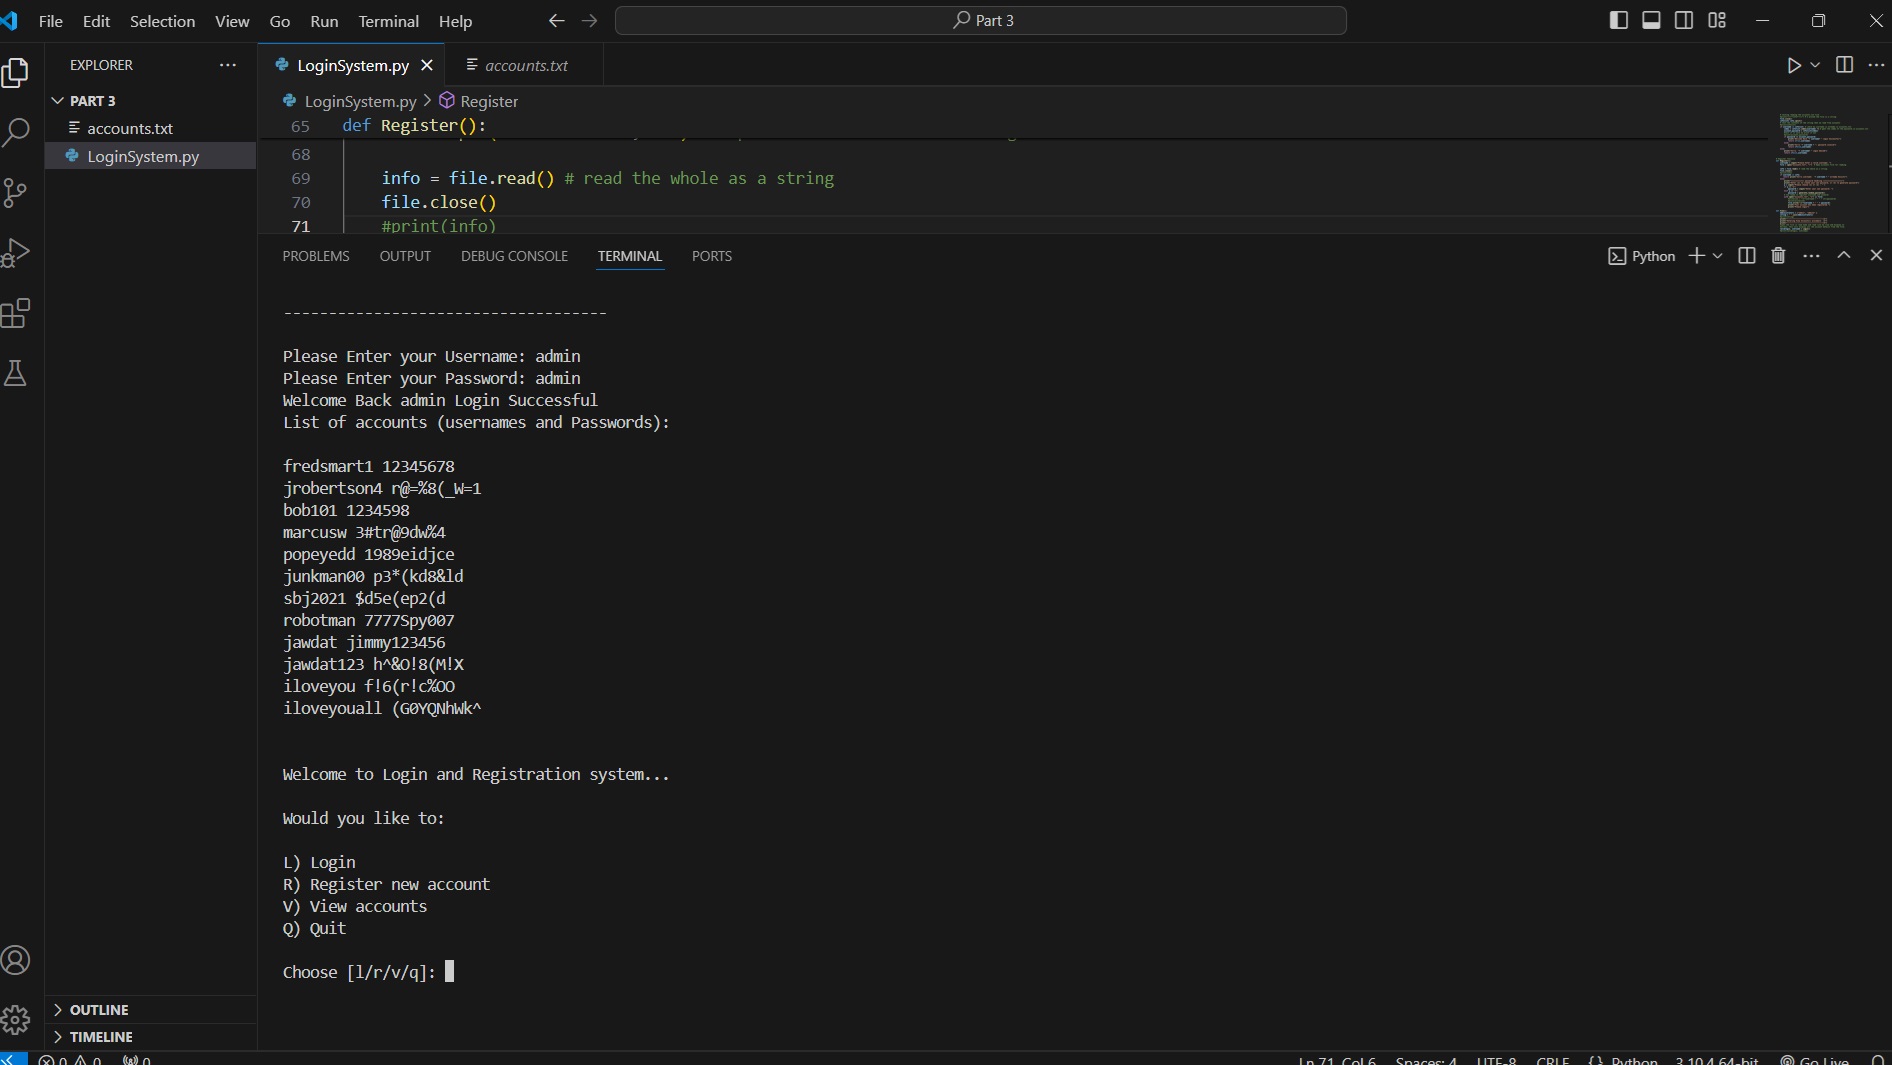 File Edit Selection View Go Run Terminal Help
Part 3
EXPLORER
PART 3
accounts.txt
LoginSystem.py
OUTLINE
TIMELINE
LoginSystem.py
accounts.txt
LoginSystem.py > Register
65 def Register():
68
69 info = file.read() # read the whole as a string
70 file.close()
71 #print(info)
PROBLEMS OUTPUT DEBUG CONSOLE TERMINAL PORTS
Python
------------------------------------
Please Enter your Username: admin
Please Enter your Password: admin
Welcome Back admin Login Successful
List of accounts (usernames and Passwords):
fredsmart1 12345678
jrobertson4 r@=%8(_W=1
bob101 1234598
marcusw 3#tr@9dw%4
popeyedd 1989eidjce
junkman00 p3*(kd8&ld
sbj2021 $d5e(ep2(d
robotman 7777Spy007
jawdat jimmy123456
jawdat123 h^&O!8(M!X
iloveyou f!6(r!c%OO
iloveyouall (G0YQNhWk^
Welcome to Login and Registration system...
Would you like to:
L) Login
R) Register new account
V) View accounts
Q) Quit
Choose [l/r/v/q]:
0 0 0
Ln 71, Col 6 Spaces: 4 UTF-8 CRLF {} Python 3.10.4 64-bit Go Live